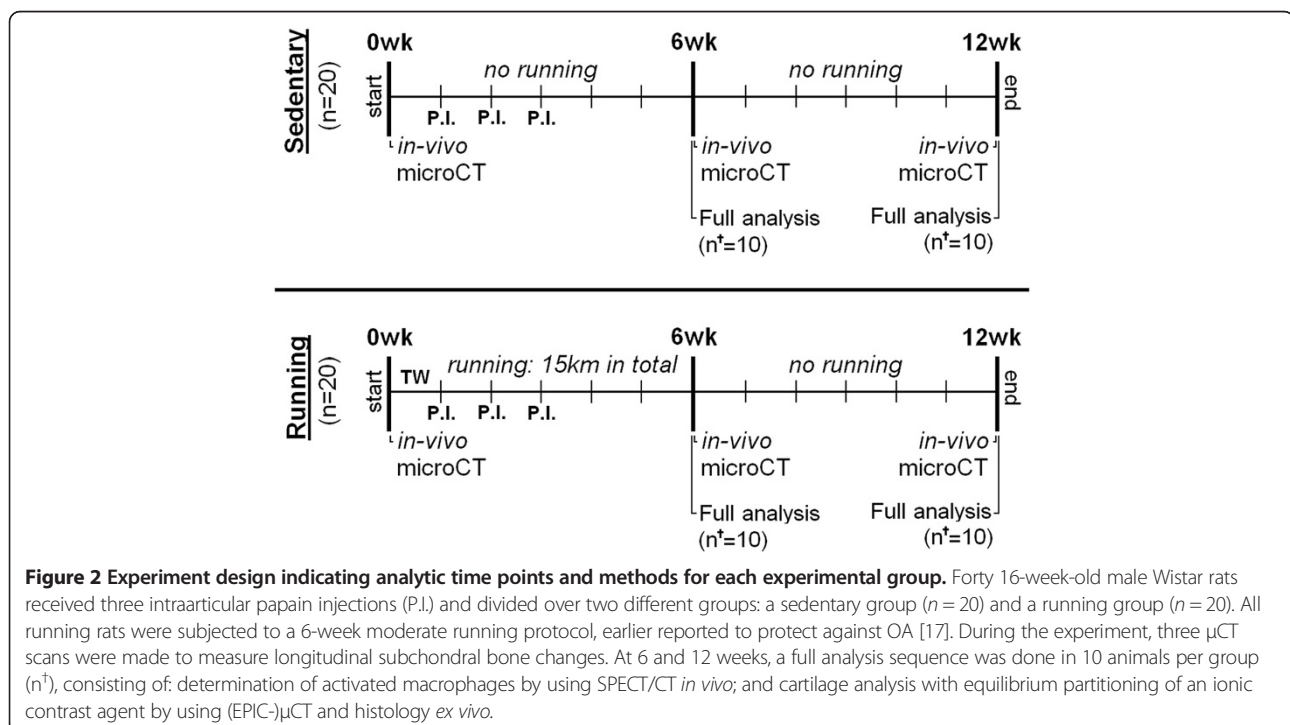 Sedentary
(n=20)
0wk 6wk 12wk
no running no running
start end
P.I. P.I. P.I.
in-vivo in-vivo in-vivo
microCT microCT microCT
Full analysis Full analysis
(n†=10) (n†=10)
Running
(n=20)
0wk 6wk 12wk
TW running: 15km in total no running
start end
P.I. P.I. P.I.
in-vivo in-vivo in-vivo
microCT microCT microCT
Full analysis Full analysis
(n†=10) (n†=10)
Figure 2 Experiment design indicating analytic time points and methods for each experimental group. Forty 16-week-old male Wistar rats
received three intraarticular papain injections (P.I.) and divided over two different groups: a sedentary group (n = 20) and a running group (n = 20). All
running rats were subjected to a 6-week moderate running protocol, earlier reported to protect against OA [17]. During the experiment, three μCT
scans were made to measure longitudinal subchondral bone changes. At 6 and 12 weeks, a full analysis sequence was done in 10 animals per group
(n†), consisting of: determination of activated macrophages by using SPECT/CT in vivo; and cartilage analysis with equilibrium partitioning of an ionic
contrast agent by using (EPIC-)μCT and histology ex vivo.